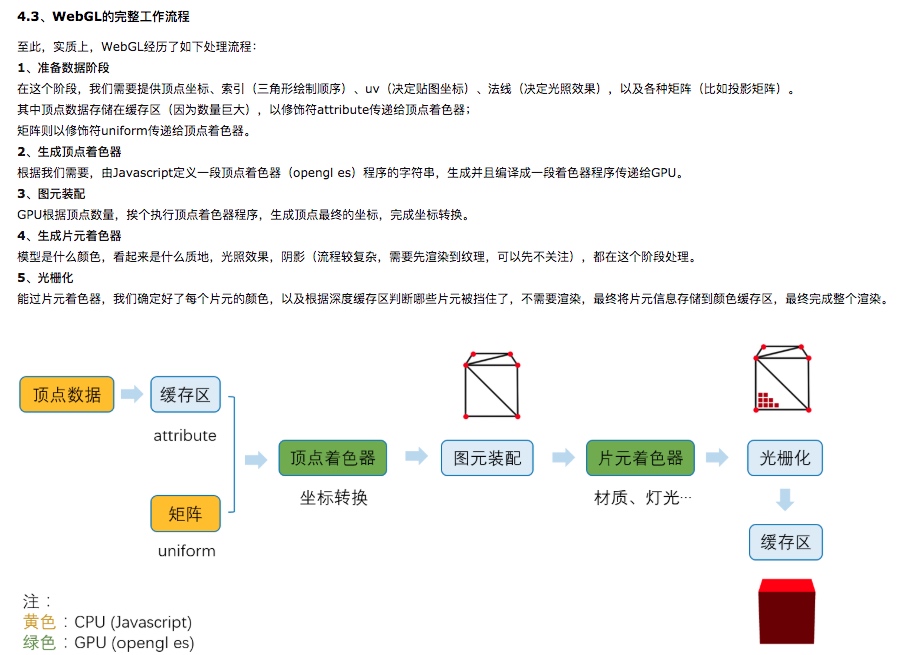 4.3、WebGL的完整工作流程
至此，实质上，WebGL经历了如下处理流程：
1、准备数据阶段
在这个阶段，我们需要提供顶点坐标、索引（三角形绘制顺序）、uv（决定贴图坐标）、法线（决定光照效果），以及各种矩阵（比如投影矩阵）。
其中顶点数据存储在缓存区（因为数量巨大），以修饰符attribute传递给顶点着色器；
矩阵则以修饰符uniform传递给顶点着色器。
2、生成顶点着色器
根据我们需要，由Javascript定义一段顶点着色器（opengl es）程序的字符串，生成并且编译成一段着色器程序传递给GPU。
3、图元装配
GPU根据顶点数量，挨个执行顶点着色器程序，生成顶点最终的坐标，完成坐标转换。
4、生成片元着色器
模型是什么颜色，看起来是什么质地，光照效果，阴影（流程较复杂，需要先渲染到纹理，可以先不关注），都在这个阶段处理。
5、光栅化
能过片元着色器，我们确定好了每个片元的颜色，以及根据深度缓存区判断哪些片元被挡住了，不需要渲染，最终将片元信息存储到颜色缓存区，最终完成整个渲染。
顶点数据
缓存区
attribute
矩阵
uniform
顶点着色器
坐标转换
图元装配
片元着色器
材质、灯光…
光栅化
缓存区
注：
黄色：CPU (Javascript)
绿色：GPU (opengl es)